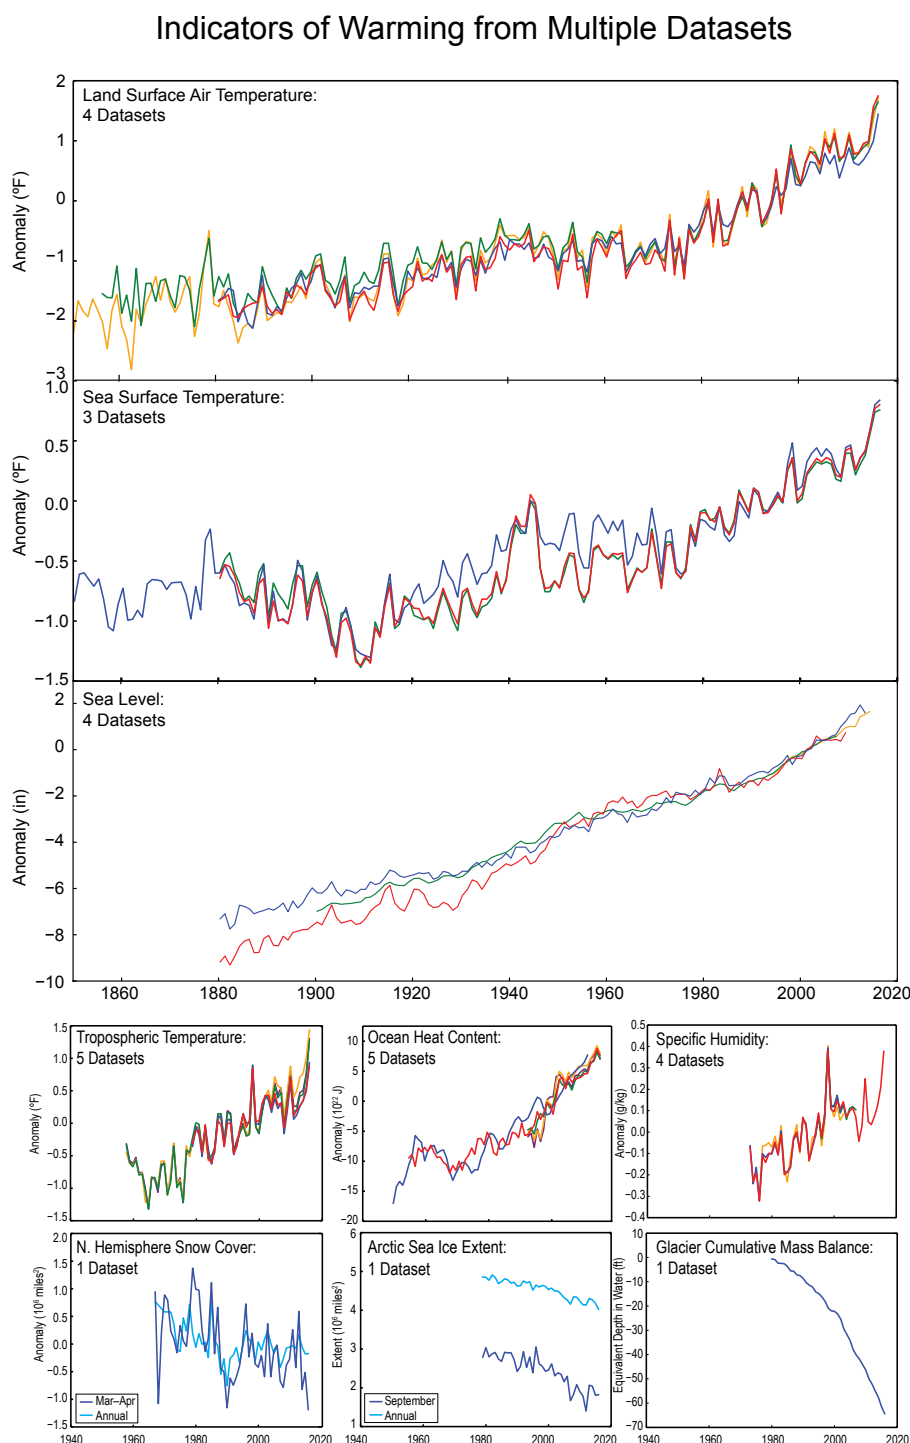 Indicators of Warming from Multiple Datasets
Land Surface Air Temperature:
4 Datasets
Anomaly (ºF)
2
1
0
−1
−2
−3
Sea Surface Temperature:
3 Datasets
Anomaly (ºF)
1.0
0.5
0.0
−0.5
−1.0
−1.5
Sea Level:
4 Datasets
Anomaly (in)
2
0
−2
−4
−6
−8
−10
1860 1880 1900 1920 1940 1960 1980 2000 2020
Tropospheric Temperature:
5 Datasets
Anomaly (ºF)
1.5
1.0
0.5
0.0
−0.5
−1.0
−1.5
Ocean Heat Content:
5 Datasets
Anomaly (10²² J)
10
5
0
−5
−10
−15
−20
Specific Humidity:
4 Datasets
Anomaly (g/kg)
0.5
0.4
0.3
0.2
0.1
0.0
−0.1
−0.2
−0.3
−0.4
N. Hemisphere Snow Cover:
1 Dataset
Anomaly (10⁶ miles²)
2.0
1.5
1.0
0.5
0.0
−0.5
−1.0
−1.5
Mar–Apr
Annual
1940 1960 1980 2000 2020
Arctic Sea Ice Extent:
1 Dataset
Extent (10⁶ miles²)
6
5
4
3
2
1
September
Annual
1940 1960 1980 2000 2020
Glacier Cumulative Mass Balance:
1 Dataset
Equivalent Depth in Water (ft)
10
0
−10
−20
−30
−40
−50
−60
−70
1940 1960 1980 2000 2020